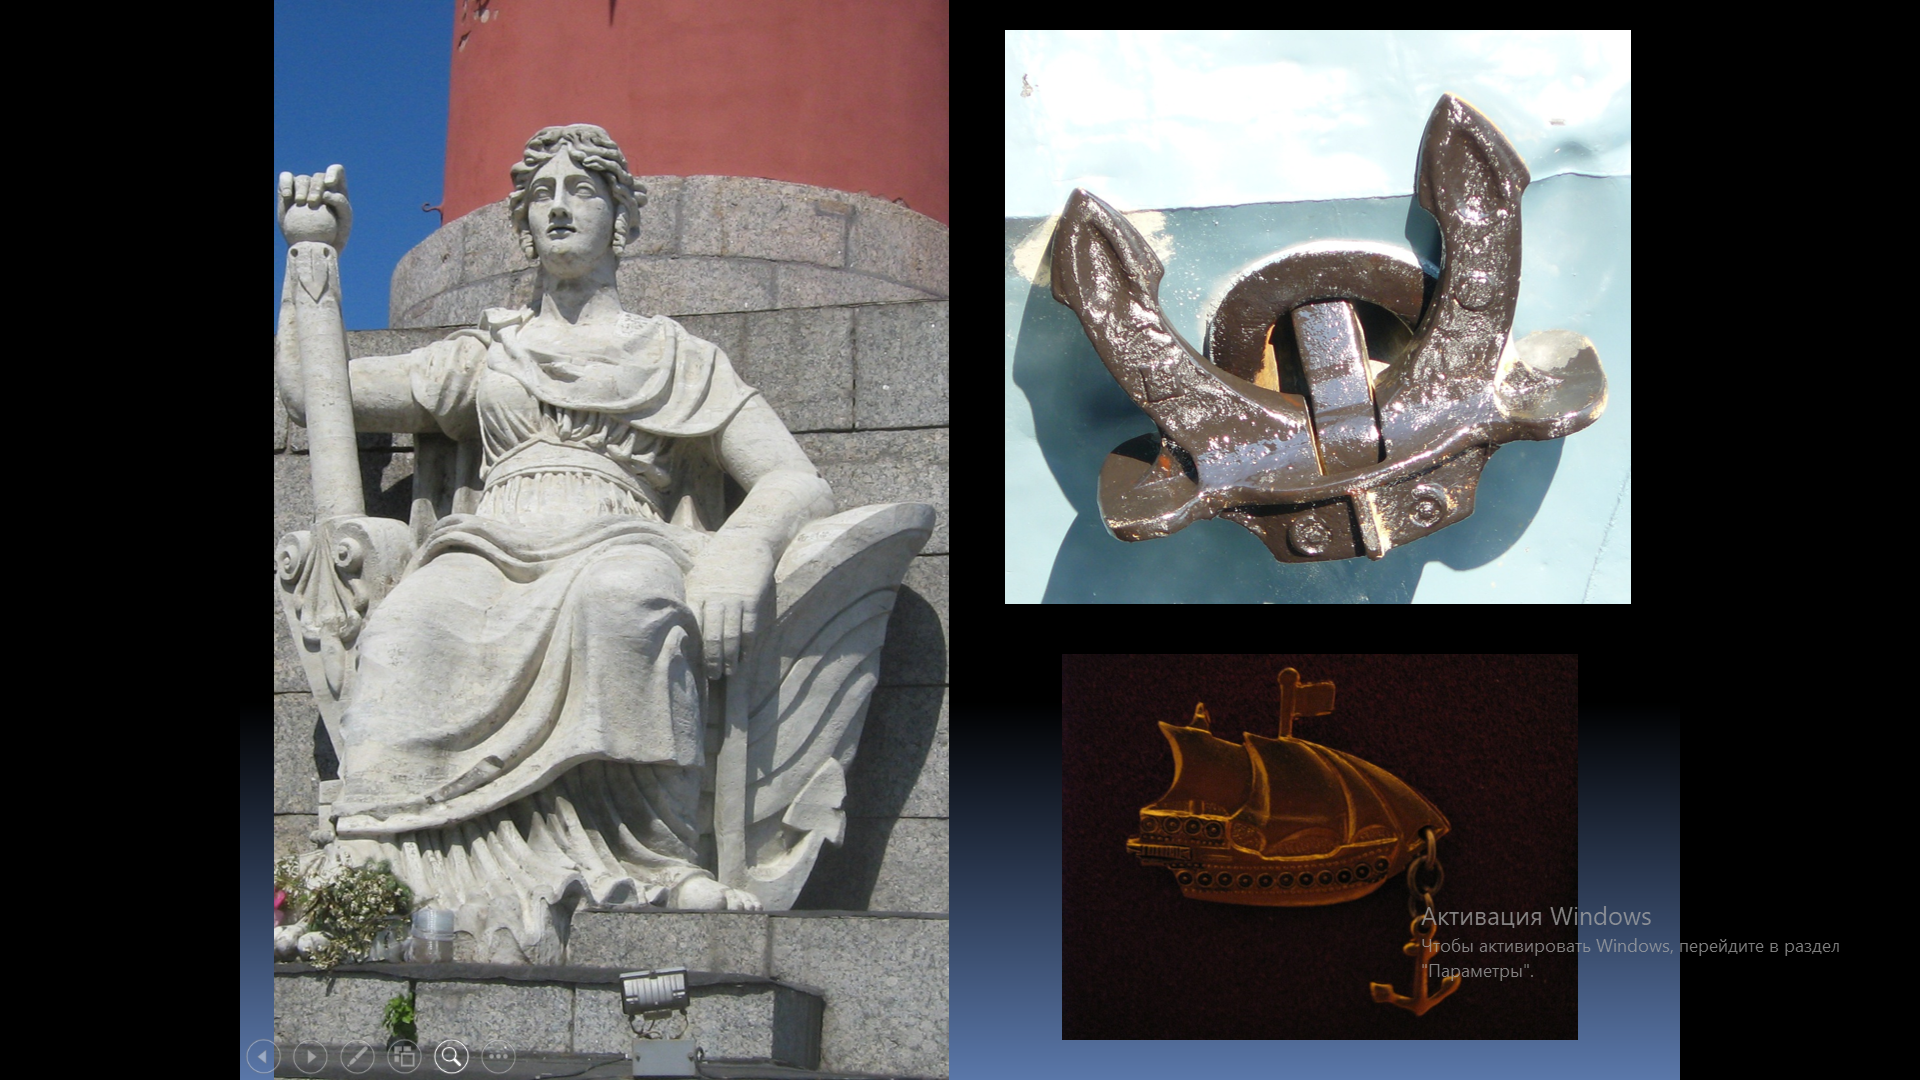 Активация Windows
Чтобы активировать Windows, перейдите в раздел
"Параметры".